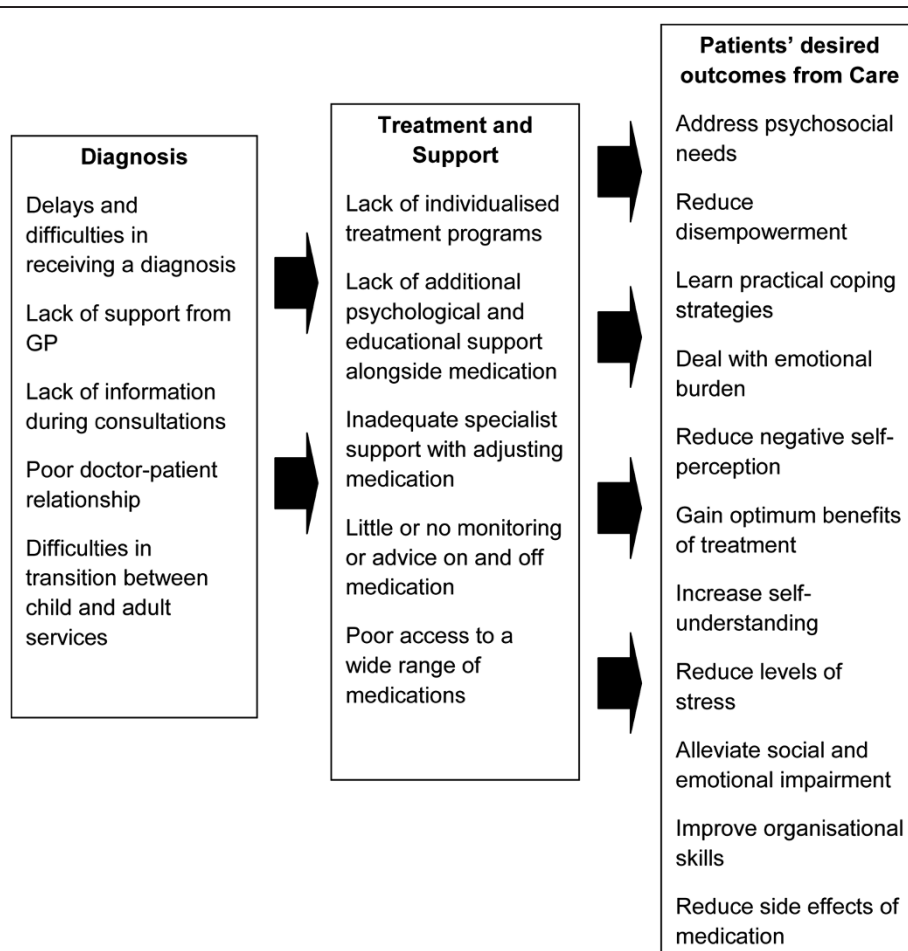 Diagnosis
Delays and
difficulties in
receiving a diagnosis
Lack of support from
GP
Lack of information
during consultations
Poor doctor-patient
relationship
Difficulties in
transition between
child and adult
services
Treatment and
Support
Lack of individualised
treatment programs
Lack of additional
psychological and
educational support
alongside medication
Inadequate specialist
support with adjusting
medication
Little or no monitoring
or advice on and off
medication
Poor access to a
wide range of
medications
Patients’ desired
outcomes from Care
Address psychosocial
needs
Reduce
disempowerment
Learn practical coping
strategies
Deal with emotional
burden
Reduce negative self-
perception
Gain optimum benefits
of treatment
Increase self-
understanding
Reduce levels of
stress
Alleviate social and
emotional impairment
Improve organisational
skills
Reduce side effects of
medication